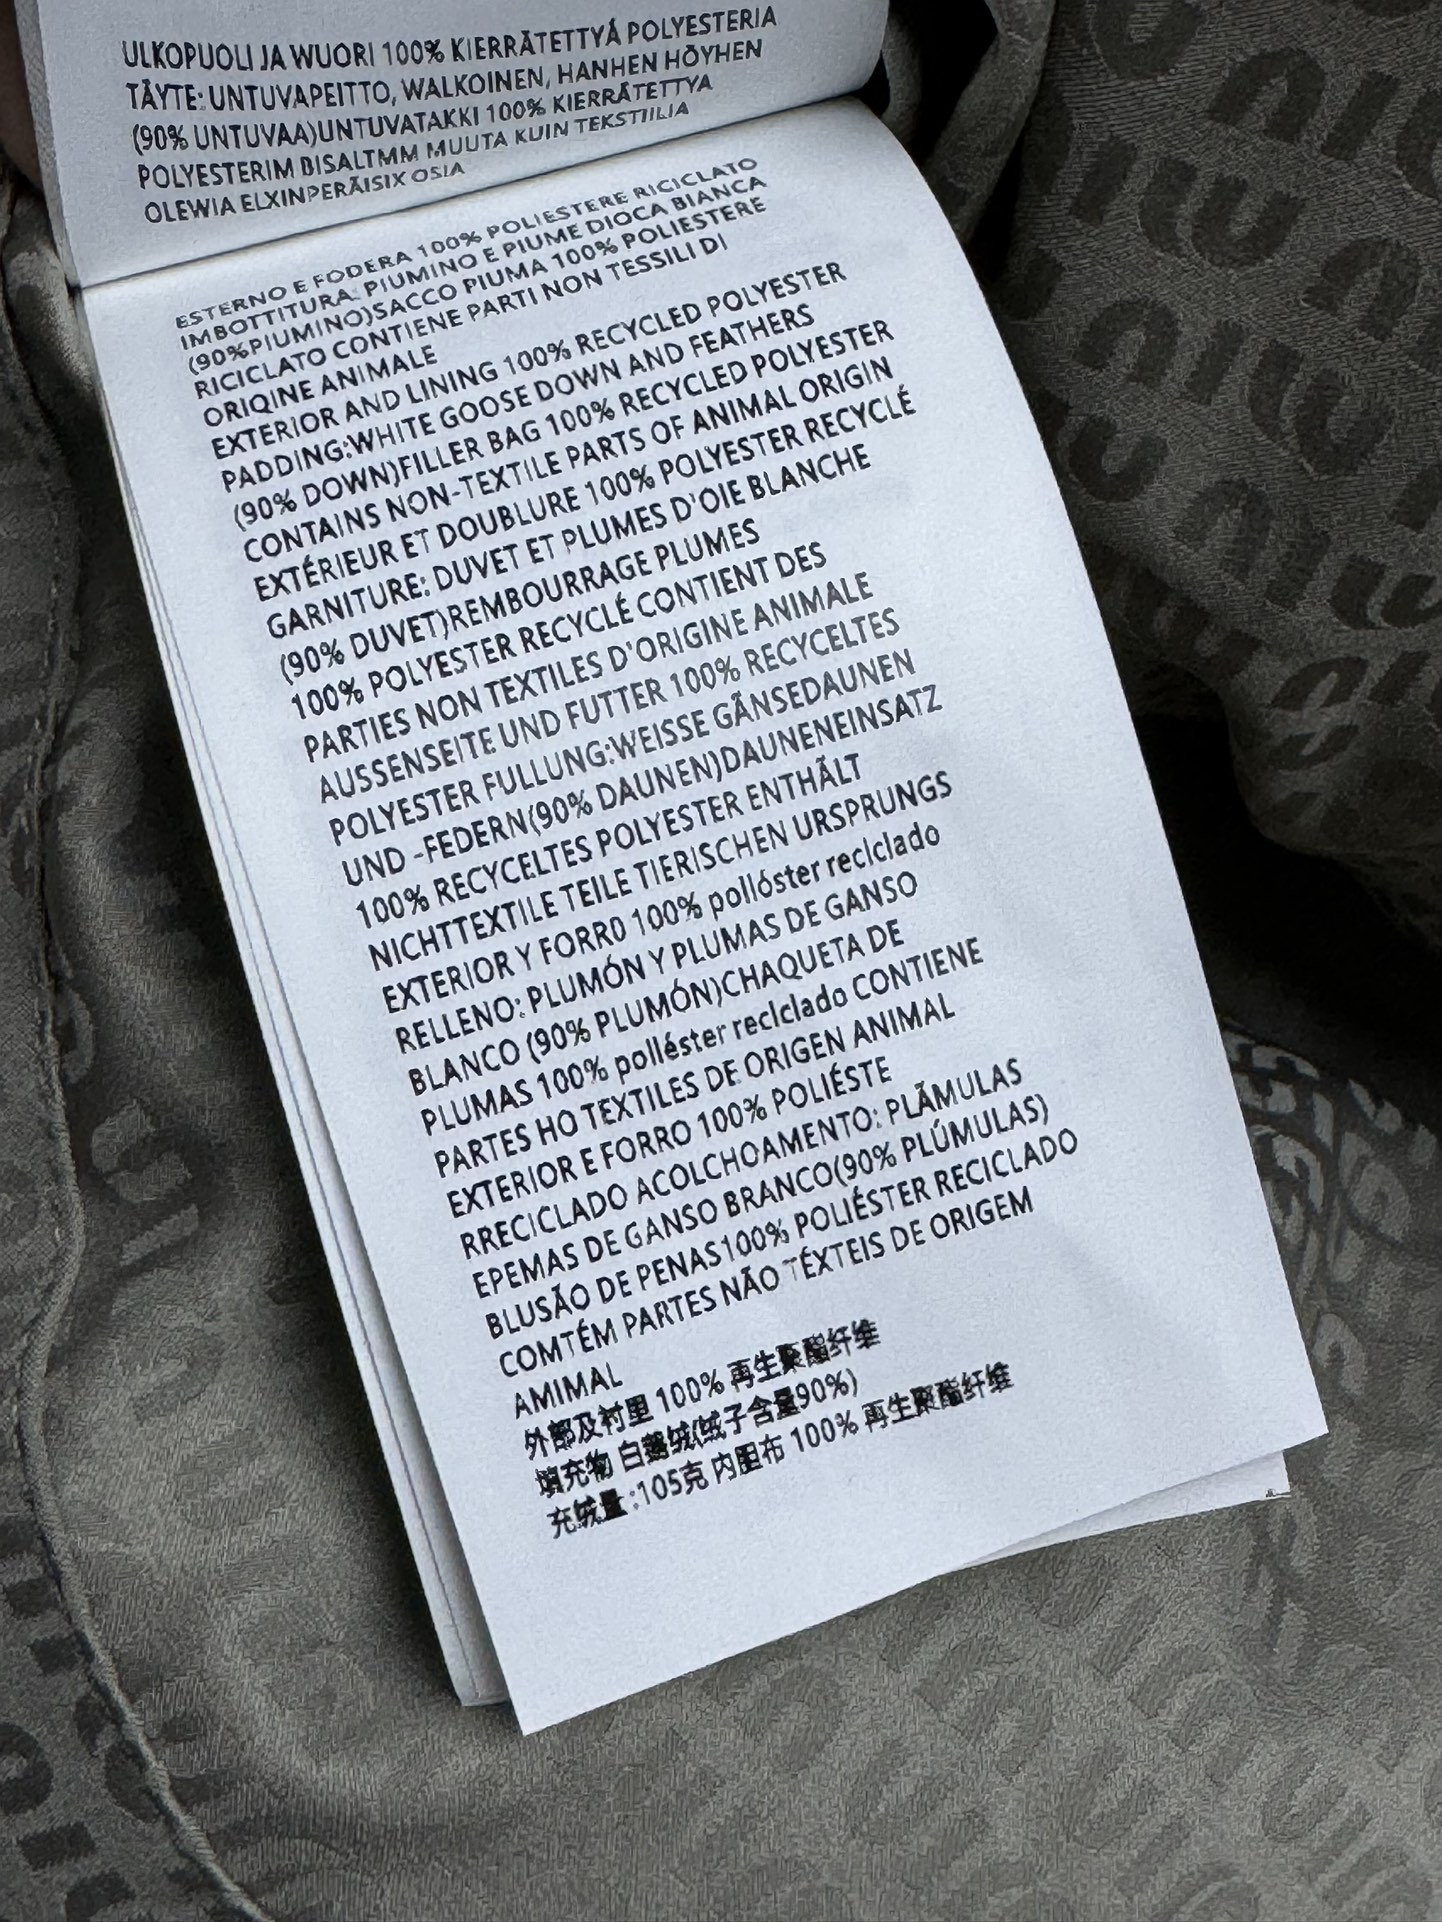 ULKOPUOLI JA WUORI 100% KIERRÄTETTYÄ POLYESTERIA
TÄYTE: UNTUVAPEITTO, WALKOINEN, HANHEN HÖYHEN
(90% UNTUVAA)UNTUVATAKKI 100% KIERRÄTETTYA
POLYESTERIM BISALTMM MUUTA KUIN TEKSTIILIA
OLEWIA ELXINPERÄISIX OSIA
ESTERNO E FODERA 100% POLIESTERE RICICLATO
IMBOTTITURA: PIUMINO E PIUME DIOCA BIANCA
(90%PIUMINO)SACCO PIUMA 100% POLIESTERE
RICICLATO CONTIENE PARTI NON TESSILI DI
ORIQINE ANIMALE
EXTERIOR AND LINING 100% RECYCLED POLYESTER
PADDING:WHITE GOOSE DOWN AND FEATHERS
(90% DOWN)FILLER BAG 100% RECYCLED POLYESTER
CONTAINS NON-TEXTILE PARTS OF ANIMAL ORIGIN
EXTÉRIEUR ET DOUBLURE 100% POLYESTER RECYCLÉ
GARNITURE: DUVET ET PLUMES D'OIE BLANCHE
(90% DUVET)REMBOURRAGE PLUMES
100% POLYESTER RECYCLÉ CONTIENT DES
PARTIES NON TEXTILES D'ORIGINE ANIMALE
AUSSENSEITE UND FUTTER 100% RECYCELTES
POLYESTER FULLUNG:WEISSE GÃNSEDAUNEN
UND -FEDERN(90% DAUNEN)DAUNENEINSATZ
100% RECYCELTES POLYESTER ENTHÃLT
NICHTTEXTILE TEILE TIERISCHEN URSPRUNGS
EXTERIOR Y FORR0 100% pollóster reclclado
RELLENO: PLUMÓN Y PLUMAS DE GANSO
BLANCO (90% PLUMÓN)CHAQUETA DE
PLUMAS 100% polléster reclclado CONTIENE
PARTES HO TEXTILES DE ORIGEN ANIMAL
EXTERIOR E FORRO 100% POLIÉSTE
RRECICLADO ACOLCHOAMENTO: PLÃMULAS
EPEMAS DE GANSO BRANCO(90% PLÚMULAS)
BLUSÃO DE PENAS100% POLIÉSTER RECICLADO
COMTÉM PARTES NÃO TÉXTEIS DE ORIGEM
AMIMAL
外部及衬里 100% 再生聚酯纤维
填充物 白鹅绒(绒子含量90%)
充绒量:105克 内胆布 100% 再生聚酯纤维